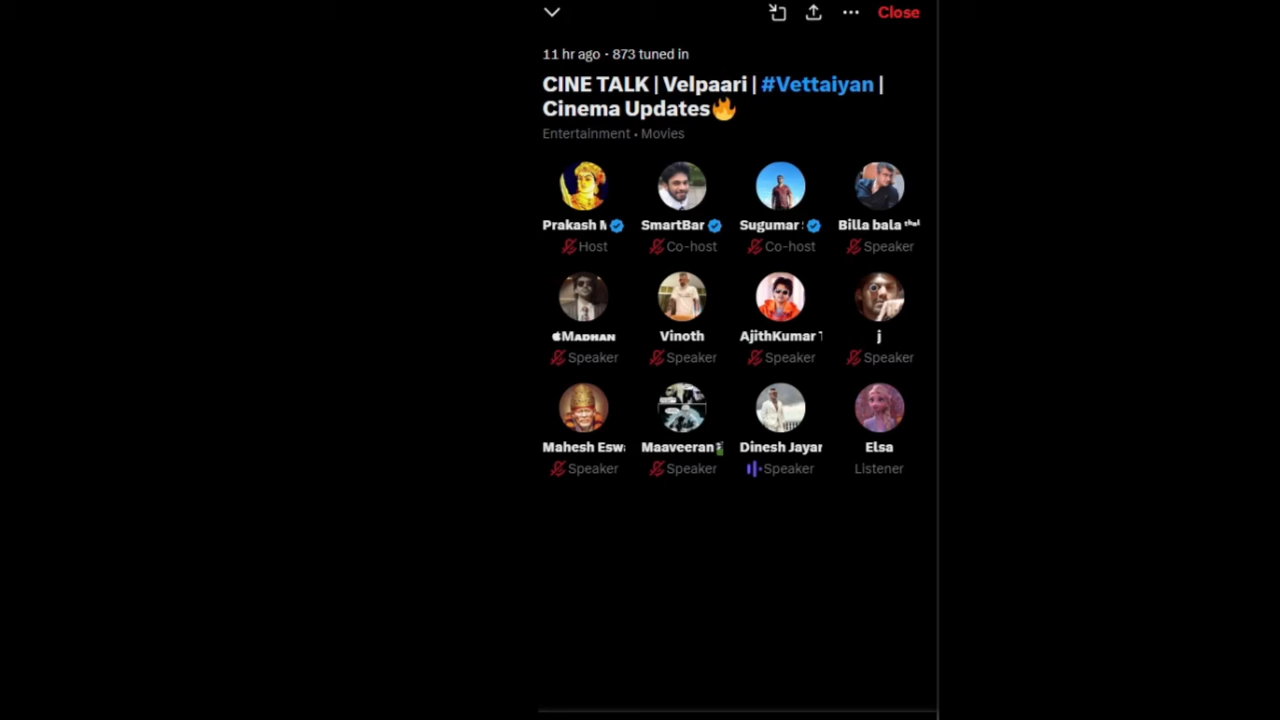 Close
11 hr ago · 873 tuned in
CINE TALK | Velpaari | #Vettaiyan |
Cinema Updates🔥
Entertainment • Movies
Prakash SmartBar Sugumar Billa bala ᵗʰᵃˡ
Host Co-host Co-host Speaker
Mᴀᴅʜᴀɴ Vinoth AjithKumar j
Speaker Speaker Speaker Speaker
Mahesh Esw Maaveeran Dinesh Jayar Elsa
Speaker Speaker Speaker Listener